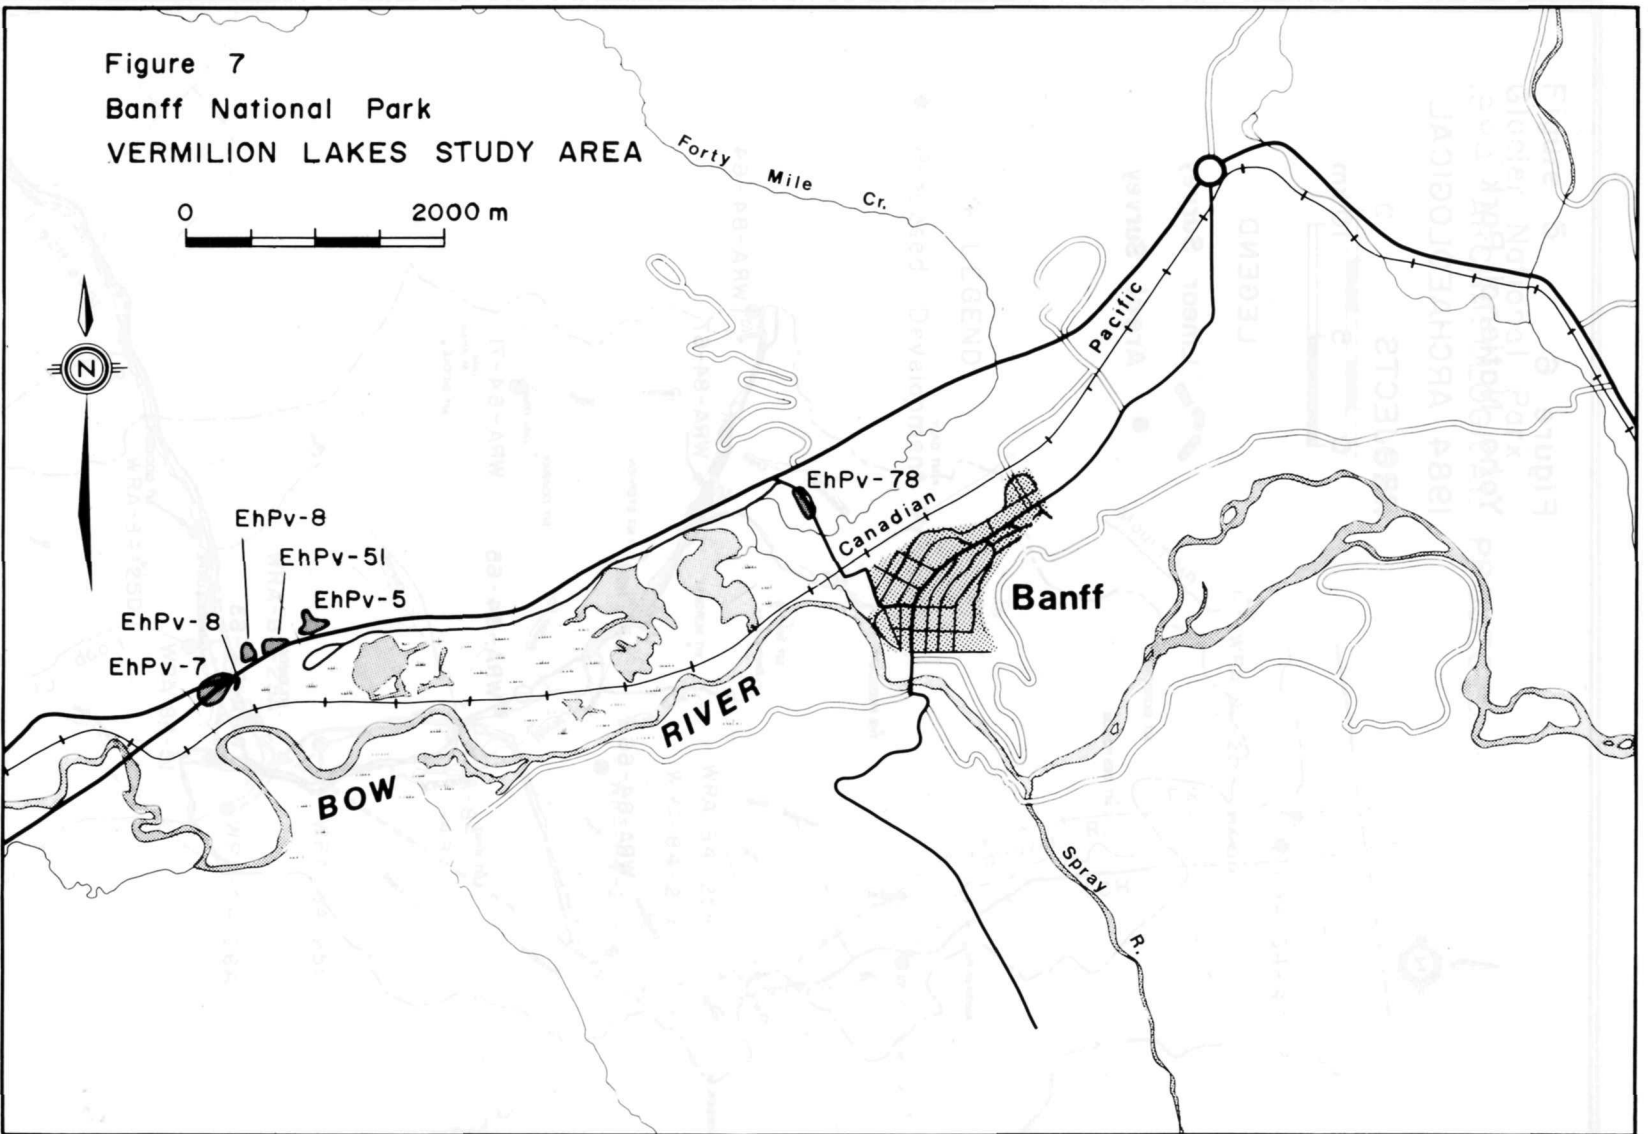 Figure 7
Banff National Park
VERMILION LAKES STUDY AREA
0 2000 m
Forty Mile Cr.
N
Pacific
EhPv-78
Canadian
EhPv-8
EhPv-51
EhPv-5
EhPv-8
EhPv-7
Banff
RIVER
BOW
Spray R.